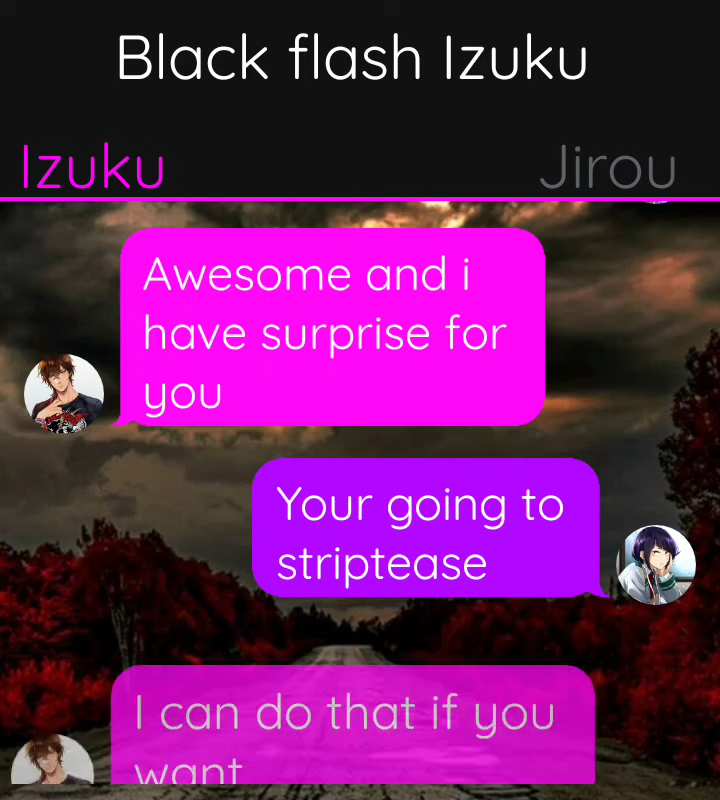 Black flash Izuku
Izuku
Jirou
Awesome and i
have surprise for
you
Your going to
striptease
I can do that if you
want